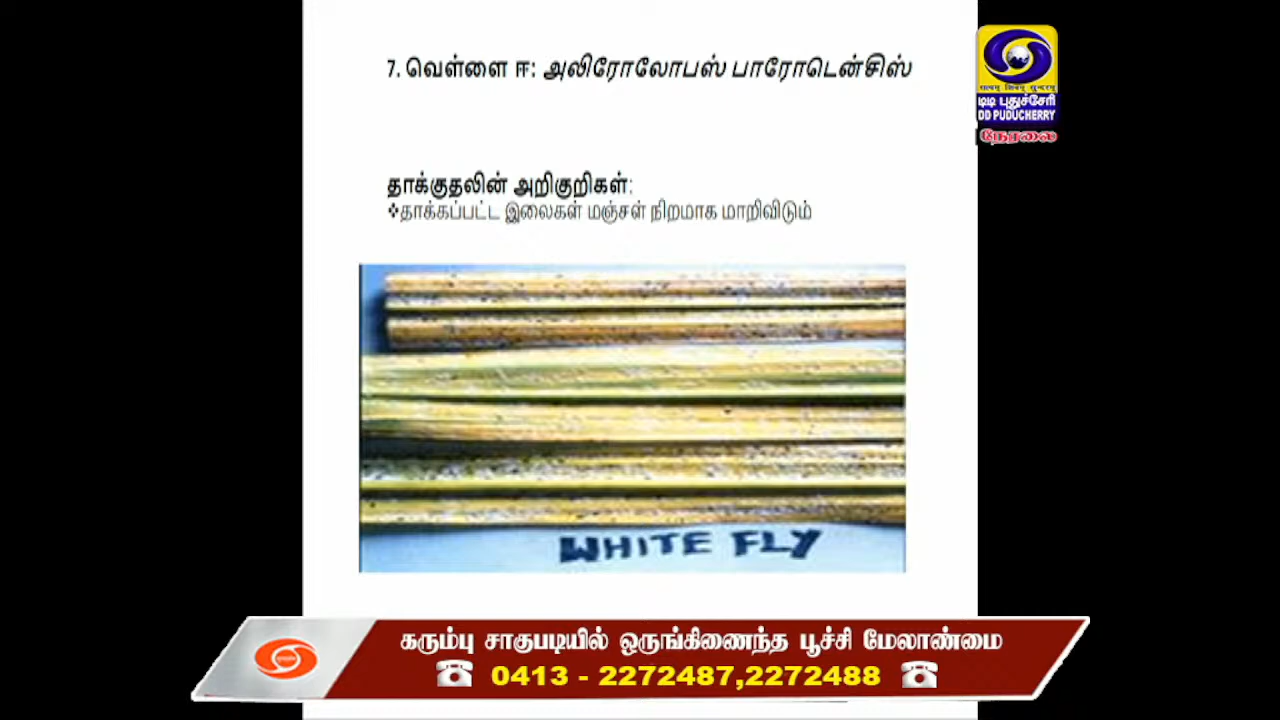 7. வெள்ளை ஈ: அலிரோலோபஸ் பாரோடென்சிஸ்
டிடி புதுச்சேரி
DD PUDUCHERRY
நேரலை
தாக்குதலின் அறிகுறிகள்:
❖தாக்கப்பட்ட இலைகள் மஞ்சள் நிறமாக மாறிவிடும்
WHITE FLY
கரும்பு சாகுபடியில் ஒருங்கிணைந்த பூச்சி மேலாண்மை
☎ 0413 - 2272487,2272488 ☎